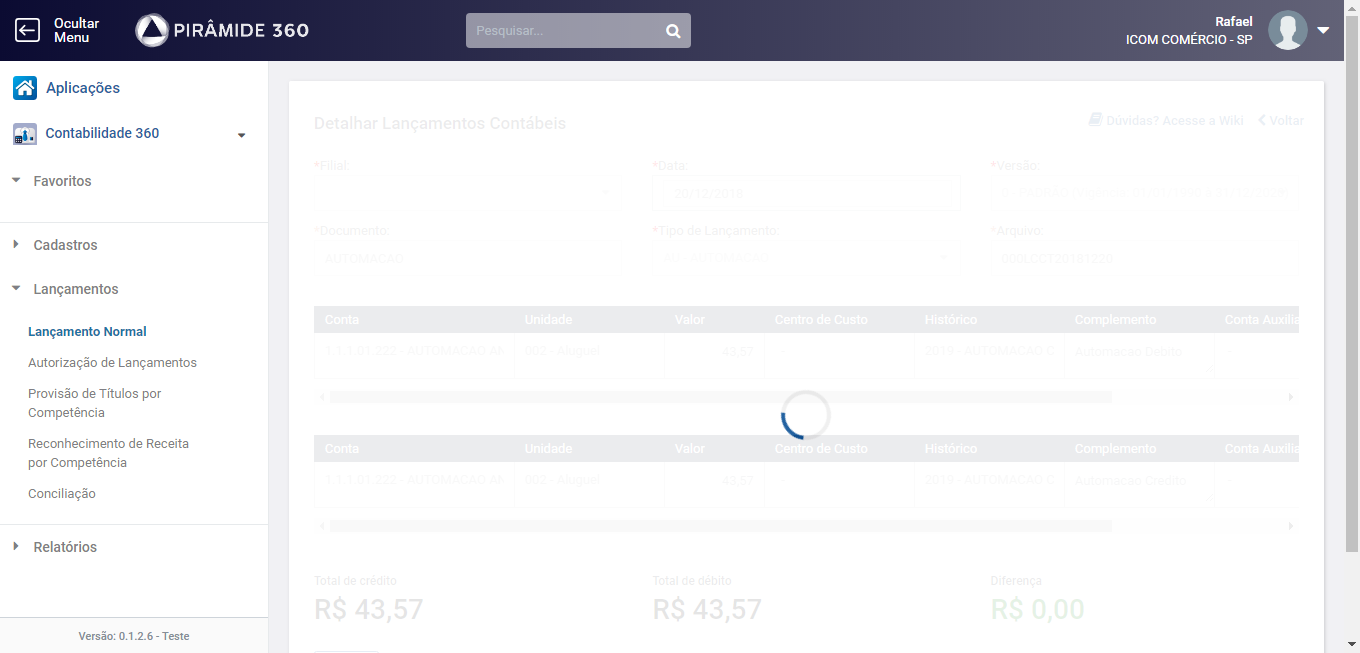 Ocultar
Menu
PIRÂMIDE 360
Pesquisar...
Rafael
ICOM COMÉRCIO - SP
Aplicações
Contabilidade 360
Favoritos
Cadastros
Lançamentos
Lançamento Normal
Autorização de Lançamentos
Provisão de Títulos por
Competência
Reconhecimento de Receita
por Competência
Conciliação
Relatórios
Versão: 0.1.2.6 - Teste
Detalhar Lançamentos Contábeis
Dúvidas? Acesse a Wiki
Voltar
*Filial:
*Data:
*Versão:
20/12/2018
*Documento:
*Tipo de Lançamento:
*Arquivo:
AUTOMACAO
000LCCT20181220
Conta Unidade Valor Centro de Custo Histórico Complemento Conta Auxilia
1.1.1.01.222 - AUTOMACAO AN 002 - Aluguel 43,57 - 2019 - AUTOMACAO C Automacao Debito -
Conta Unidade Valor Centro de Custo Histórico Complemento Conta Auxilia
1.1.1.01.222 - AUTOMACAO AN 002 - Aluguel 43,57 - 2019 - AUTOMACAO C Automacao Credito -
Total de crédito
Total de débito
Diferença
R$ 43,57
R$ 43,57
R$ 0,00